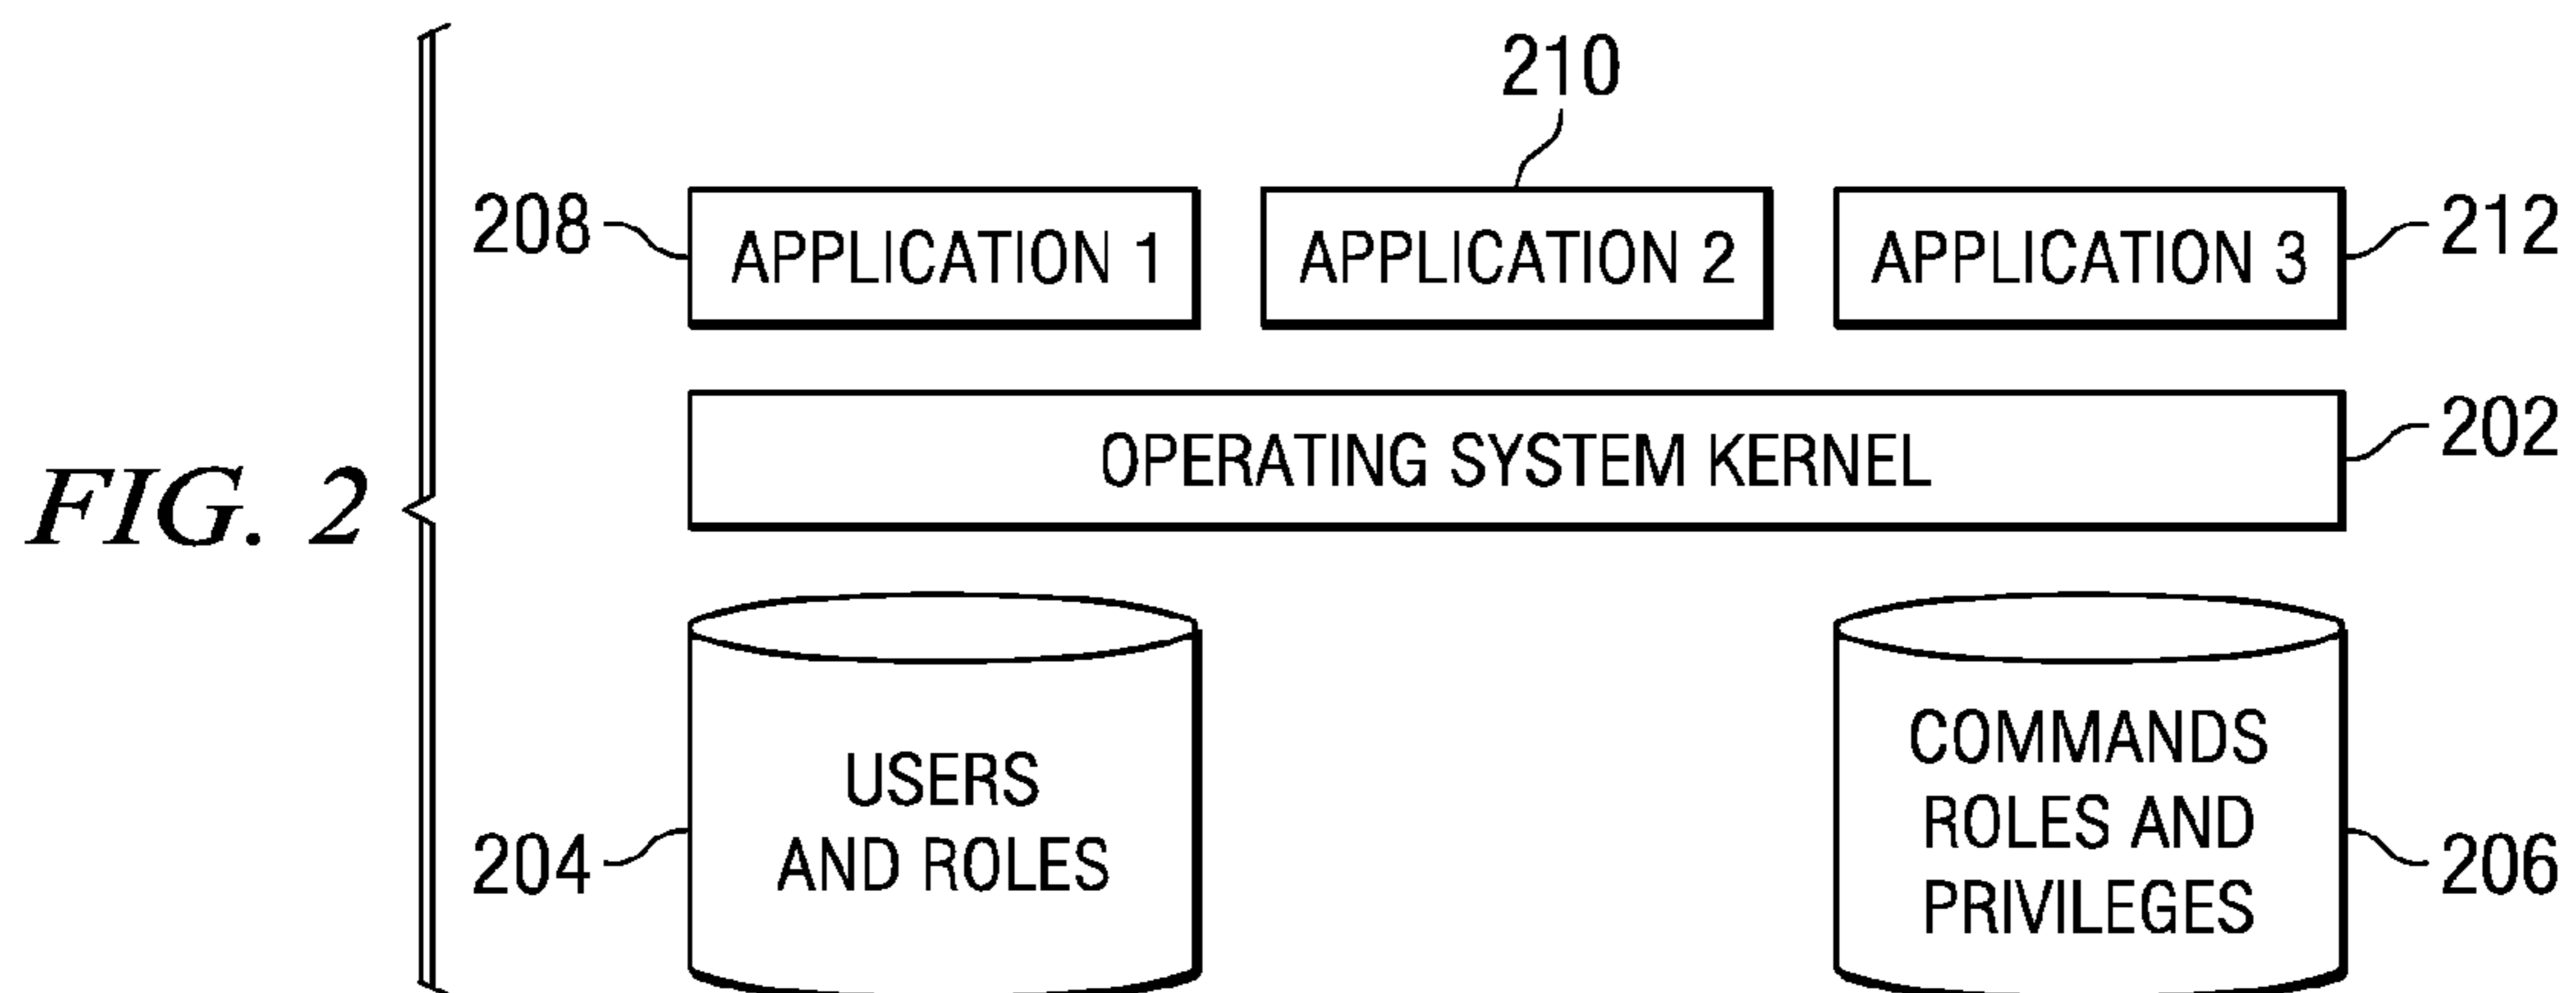 210
208
APPLICATION 1
APPLICATION 2
APPLICATION 3
212
OPERATING SYSTEM KERNEL
202
FIG. 2
USERS
AND ROLES
204
COMMANDS
ROLES AND
PRIVILEGES
206